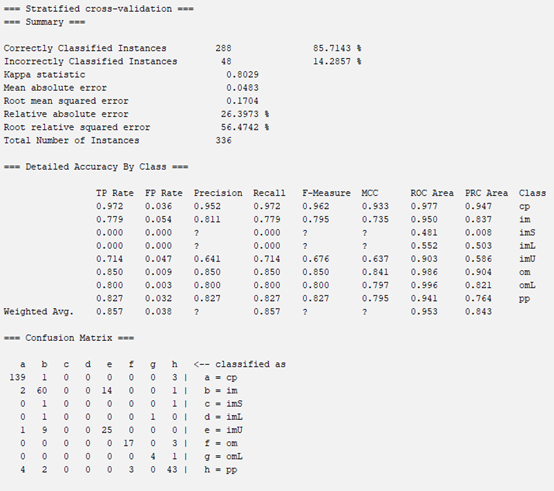 === Stratified cross-validation ===
=== Summary ===
Correctly Classified Instances 288 85.7143 %
Incorrectly Classified Instances 48 14.2857 %
Kappa statistic 0.8029
Mean absolute error 0.0483
Root mean squared error 0.1704
Relative absolute error 26.3973 %
Root relative squared error 56.4742 %
Total Number of Instances 336
=== Detailed Accuracy By Class ===
TP Rate FP Rate Precision Recall F-Measure MCC ROC Area PRC Area Class
0.972 0.036 0.952 0.972 0.962 0.933 0.977 0.947 cp
0.779 0.054 0.811 0.779 0.795 0.735 0.950 0.837 im
0.000 0.000 ? 0.000 ? ? 0.481 0.008 imS
0.000 0.000 ? 0.000 ? ? 0.552 0.503 imL
0.714 0.047 0.641 0.714 0.676 0.637 0.903 0.586 imU
0.850 0.009 0.850 0.850 0.850 0.841 0.986 0.904 om
0.800 0.003 0.800 0.800 0.800 0.797 0.996 0.821 omL
0.827 0.032 0.827 0.827 0.827 0.795 0.941 0.764 pp
Weighted Avg. 0.857 0.038 ? 0.857 ? ? 0.953 0.843
=== Confusion Matrix ===
a b c d e f g h <-- classified as
139 1 0 0 0 0 0 3 | a = cp
2 60 0 0 14 0 0 1 | b = im
0 1 0 0 0 0 0 1 | c = imS
0 1 0 0 0 0 1 0 | d = imL
1 9 0 0 25 0 0 0 | e = imU
0 0 0 0 0 17 0 3 | f = om
0 0 0 0 0 0 4 1 | g = omL
4 2 0 0 0 3 0 43 | h = pp